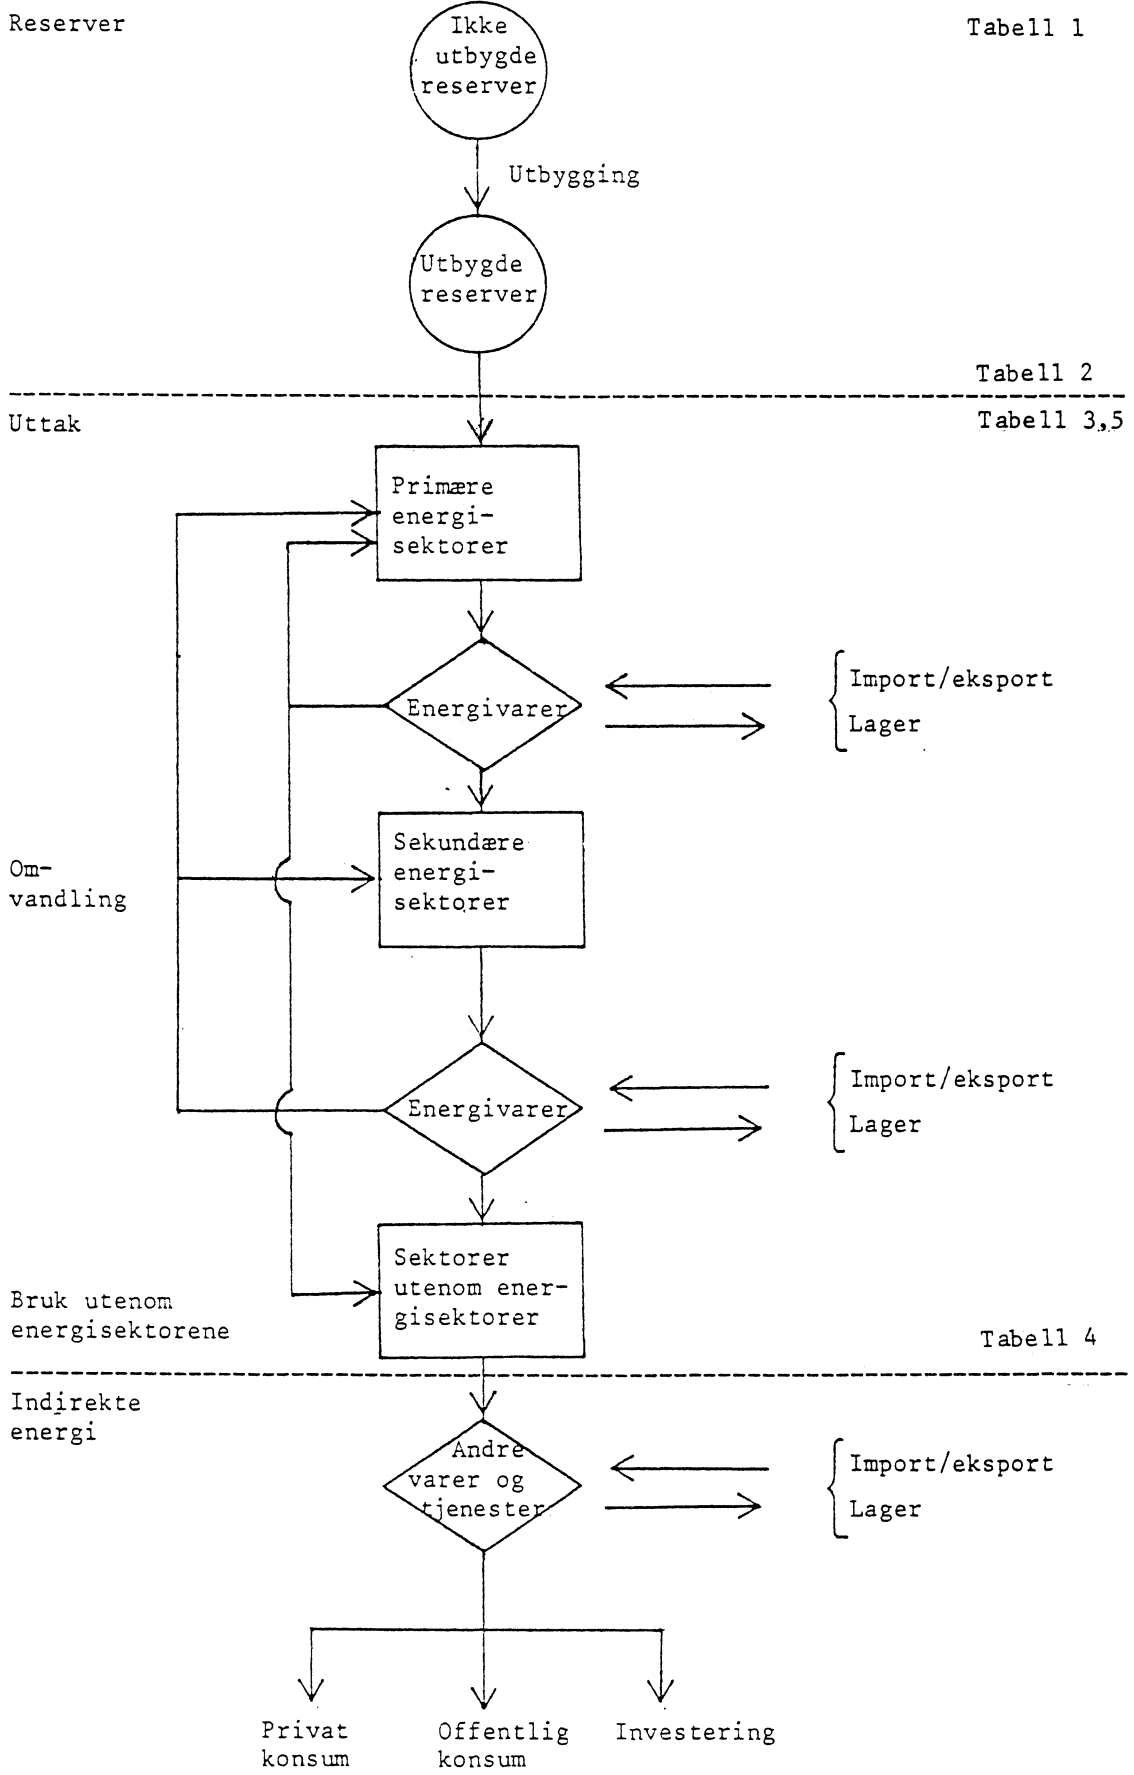 Reserver
Tabell 1
Ikke
utbygde
reserver
Utbygging
Utbygde
reserver
Tabell 2
Uttak
Tabell 3,5
Primære
energi-
sektorer
Energivarer
Import/eksport
Lager
Om-
vandling
Sekundære
energi-
sektorer
Energivarer
Import/eksport
Lager
Bruk utenom
energisektorene
Sektorer
utenom ener-
gisektorer
Tabell 4
Indirekte
energi
Andre
varer og
tjenester
Import/eksport
Lager
Privat
konsum
Offentlig
konsum
Investering